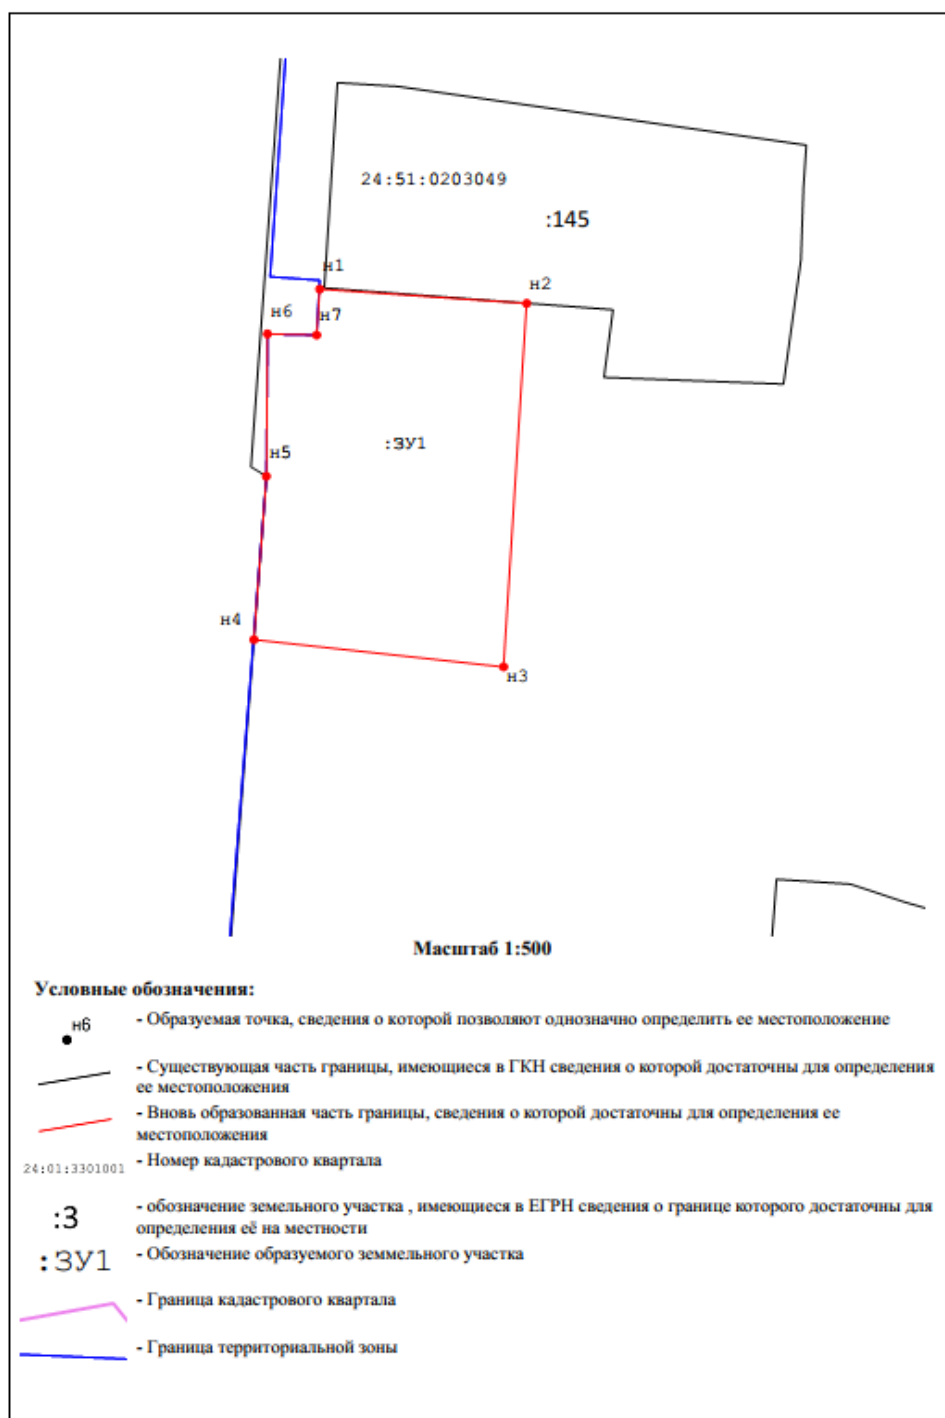 24:51:0203049
:145
н1
н2
н6
н7
:ЗУ1
н5
н4
н3
Масштаб 1:500
Условные обозначения:
н6
- Образуемая точка, сведения о которой позволяют однозначно определить ее местоположение
- Существующая часть границы, имеющиеся в ГКН сведения о которой достаточны для определения
ее местоположения
- Вновь образованная часть границы, сведения о которой достаточны для определения ее
местоположения
24:01:3301001
- Номер кадастрового квартала
:3
- обозначение земельного участка , имеющиеся в ЕГРН сведения о границе которого достаточны для
определения её на местности
:ЗУ1
- Обозначение образуемогоземмельного участка
- Граница кадастрового квартала
- Граница территориальной зоны